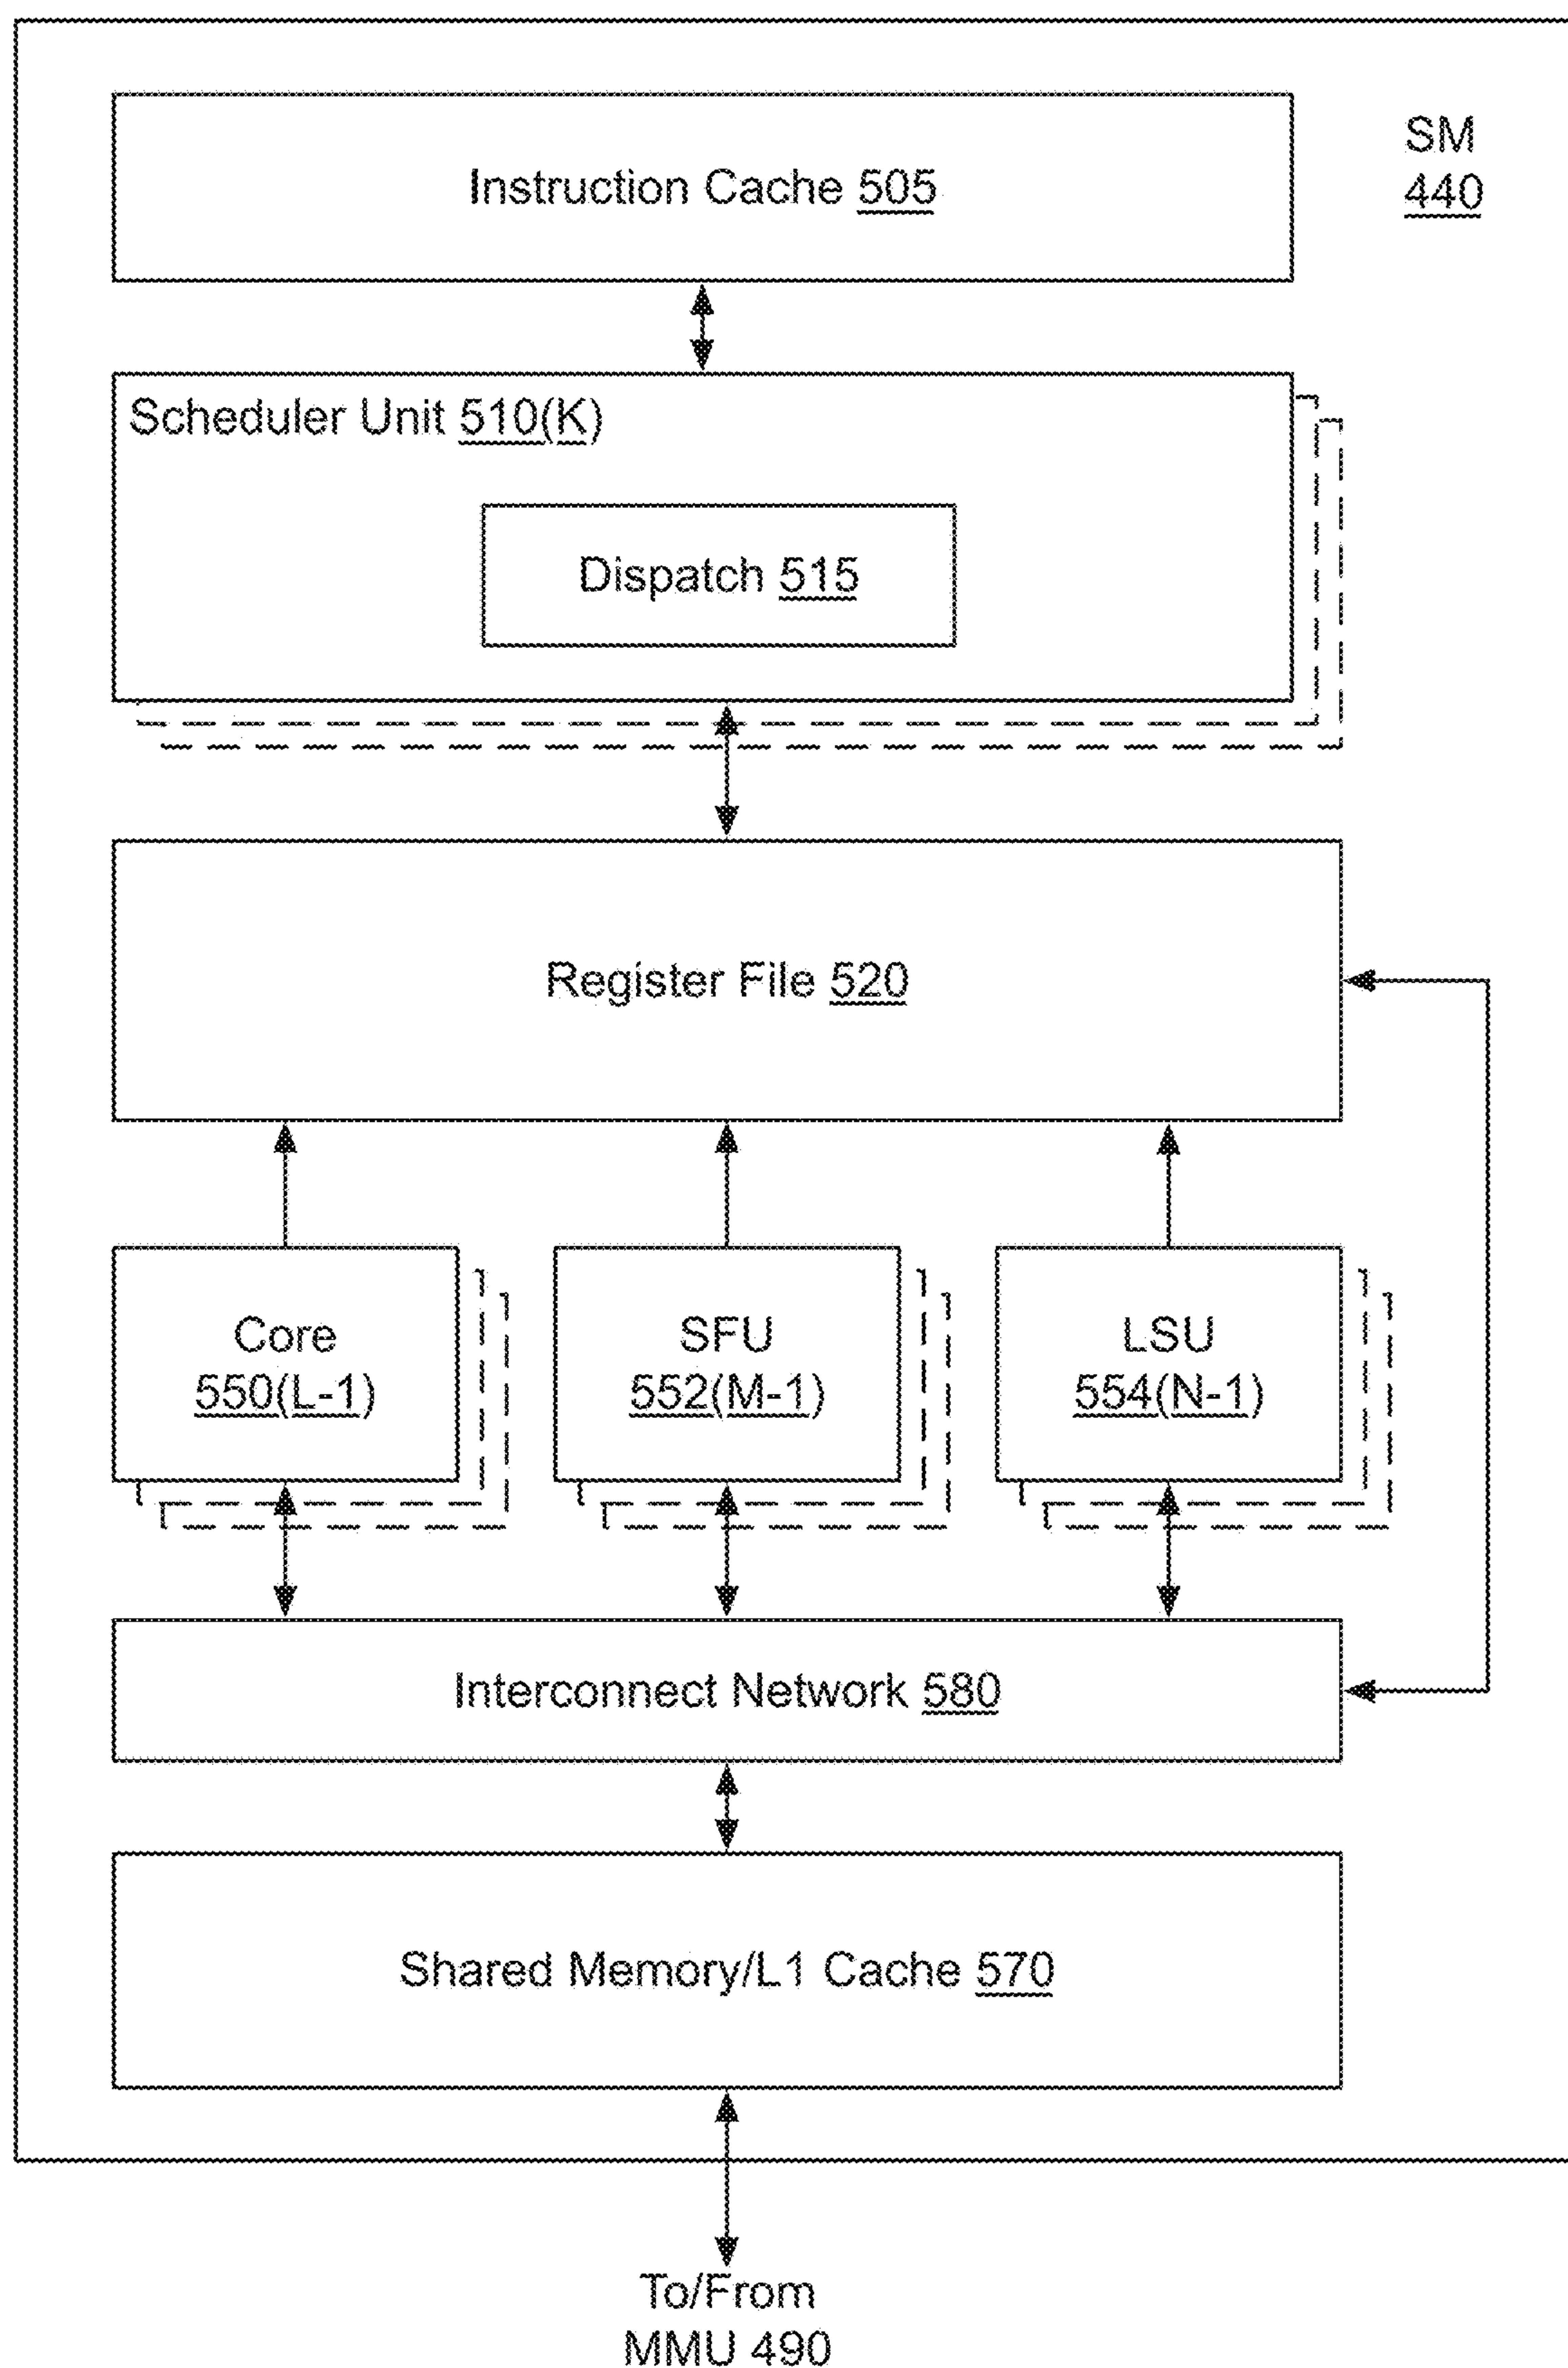 SM
440
Instruction Cache 505
Scheduler Unit 510(K)
Dispatch 515
Register File 520
Core
550(L-1)
SFU
552(M-1)
LSU
554(N-1)
Interconnect Network 580
Shared Memory/L1 Cache 570
To/From
MMU 490